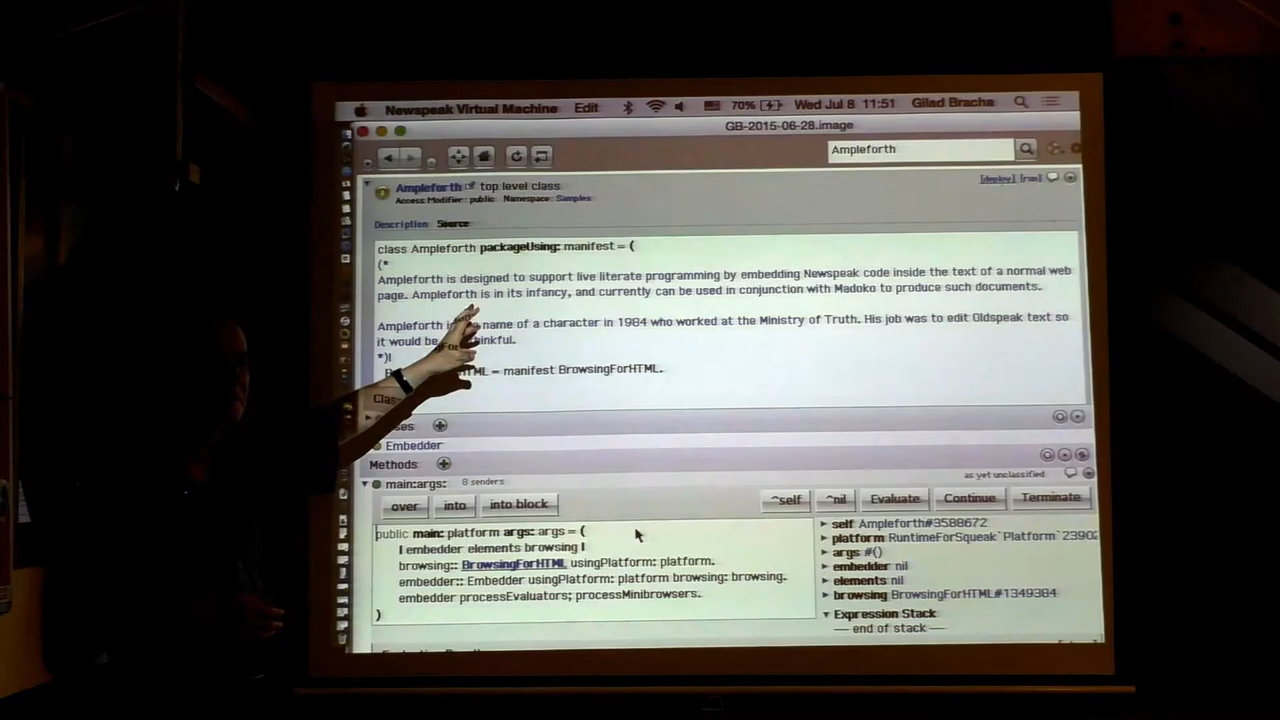 Newspeak Virtual Machine Edit 70% Wed Jul 8 11:51 Gilad Bracha
GB-2015-06-28.image
Ampleforth
Ampleforth top level class [deploy] [run]
Access Modifier: public Namespace: Samples
Description Source
class Ampleforth packageUsing: manifest = (
(*
Ampleforth is designed to support live literate programming by embedding Newspeak code inside the text of a normal web
page. Ampleforth is in its infancy, and currently can be used in conjunction with Madoko to produce such documents.
Ampleforth name of a character in 1984 who worked at the Ministry of Truth. His job was to edit Oldspeak text so
it would be
*)|
= manifest BrowsingForHTML.
Embedder
Methods
main:args: 8 senders as yet unclassified
over into into block ^self ^nil Evaluate Continue Terminate
public main: platform args: args = (
| embedder elements browsing |
browsing:: BrowsingForHTML usingPlatform: platform.
embedder:: Embedder usingPlatform: platform browsing: browsing.
embedder processEvaluators; processMinibrowsers.
)
self Ampleforth#3588672
platform RuntimeForSqueak`Platform`23902
args #()
embedder nil
elements nil
browsing BrowsingForHTML#1349384
Expression Stack
— end of stack —